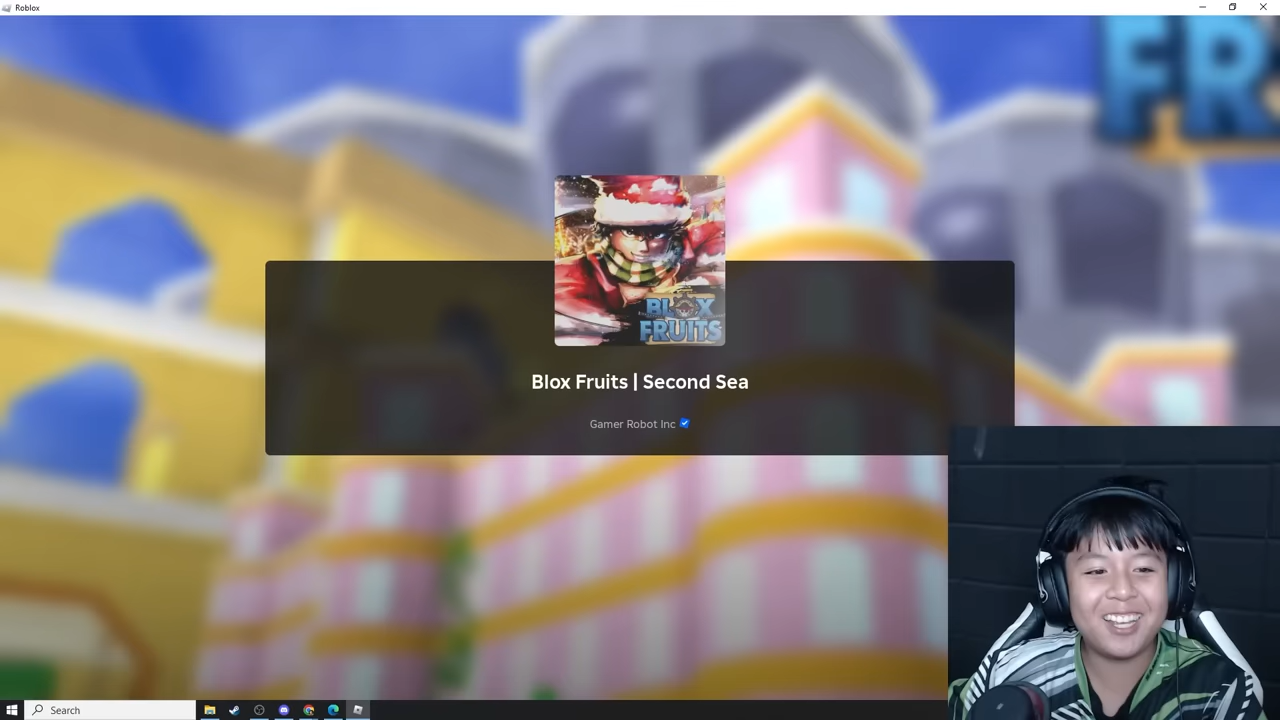 Roblox
FR
BLOX
FRUITS
Blox Fruits | Second Sea
Gamer Robot Inc
Search